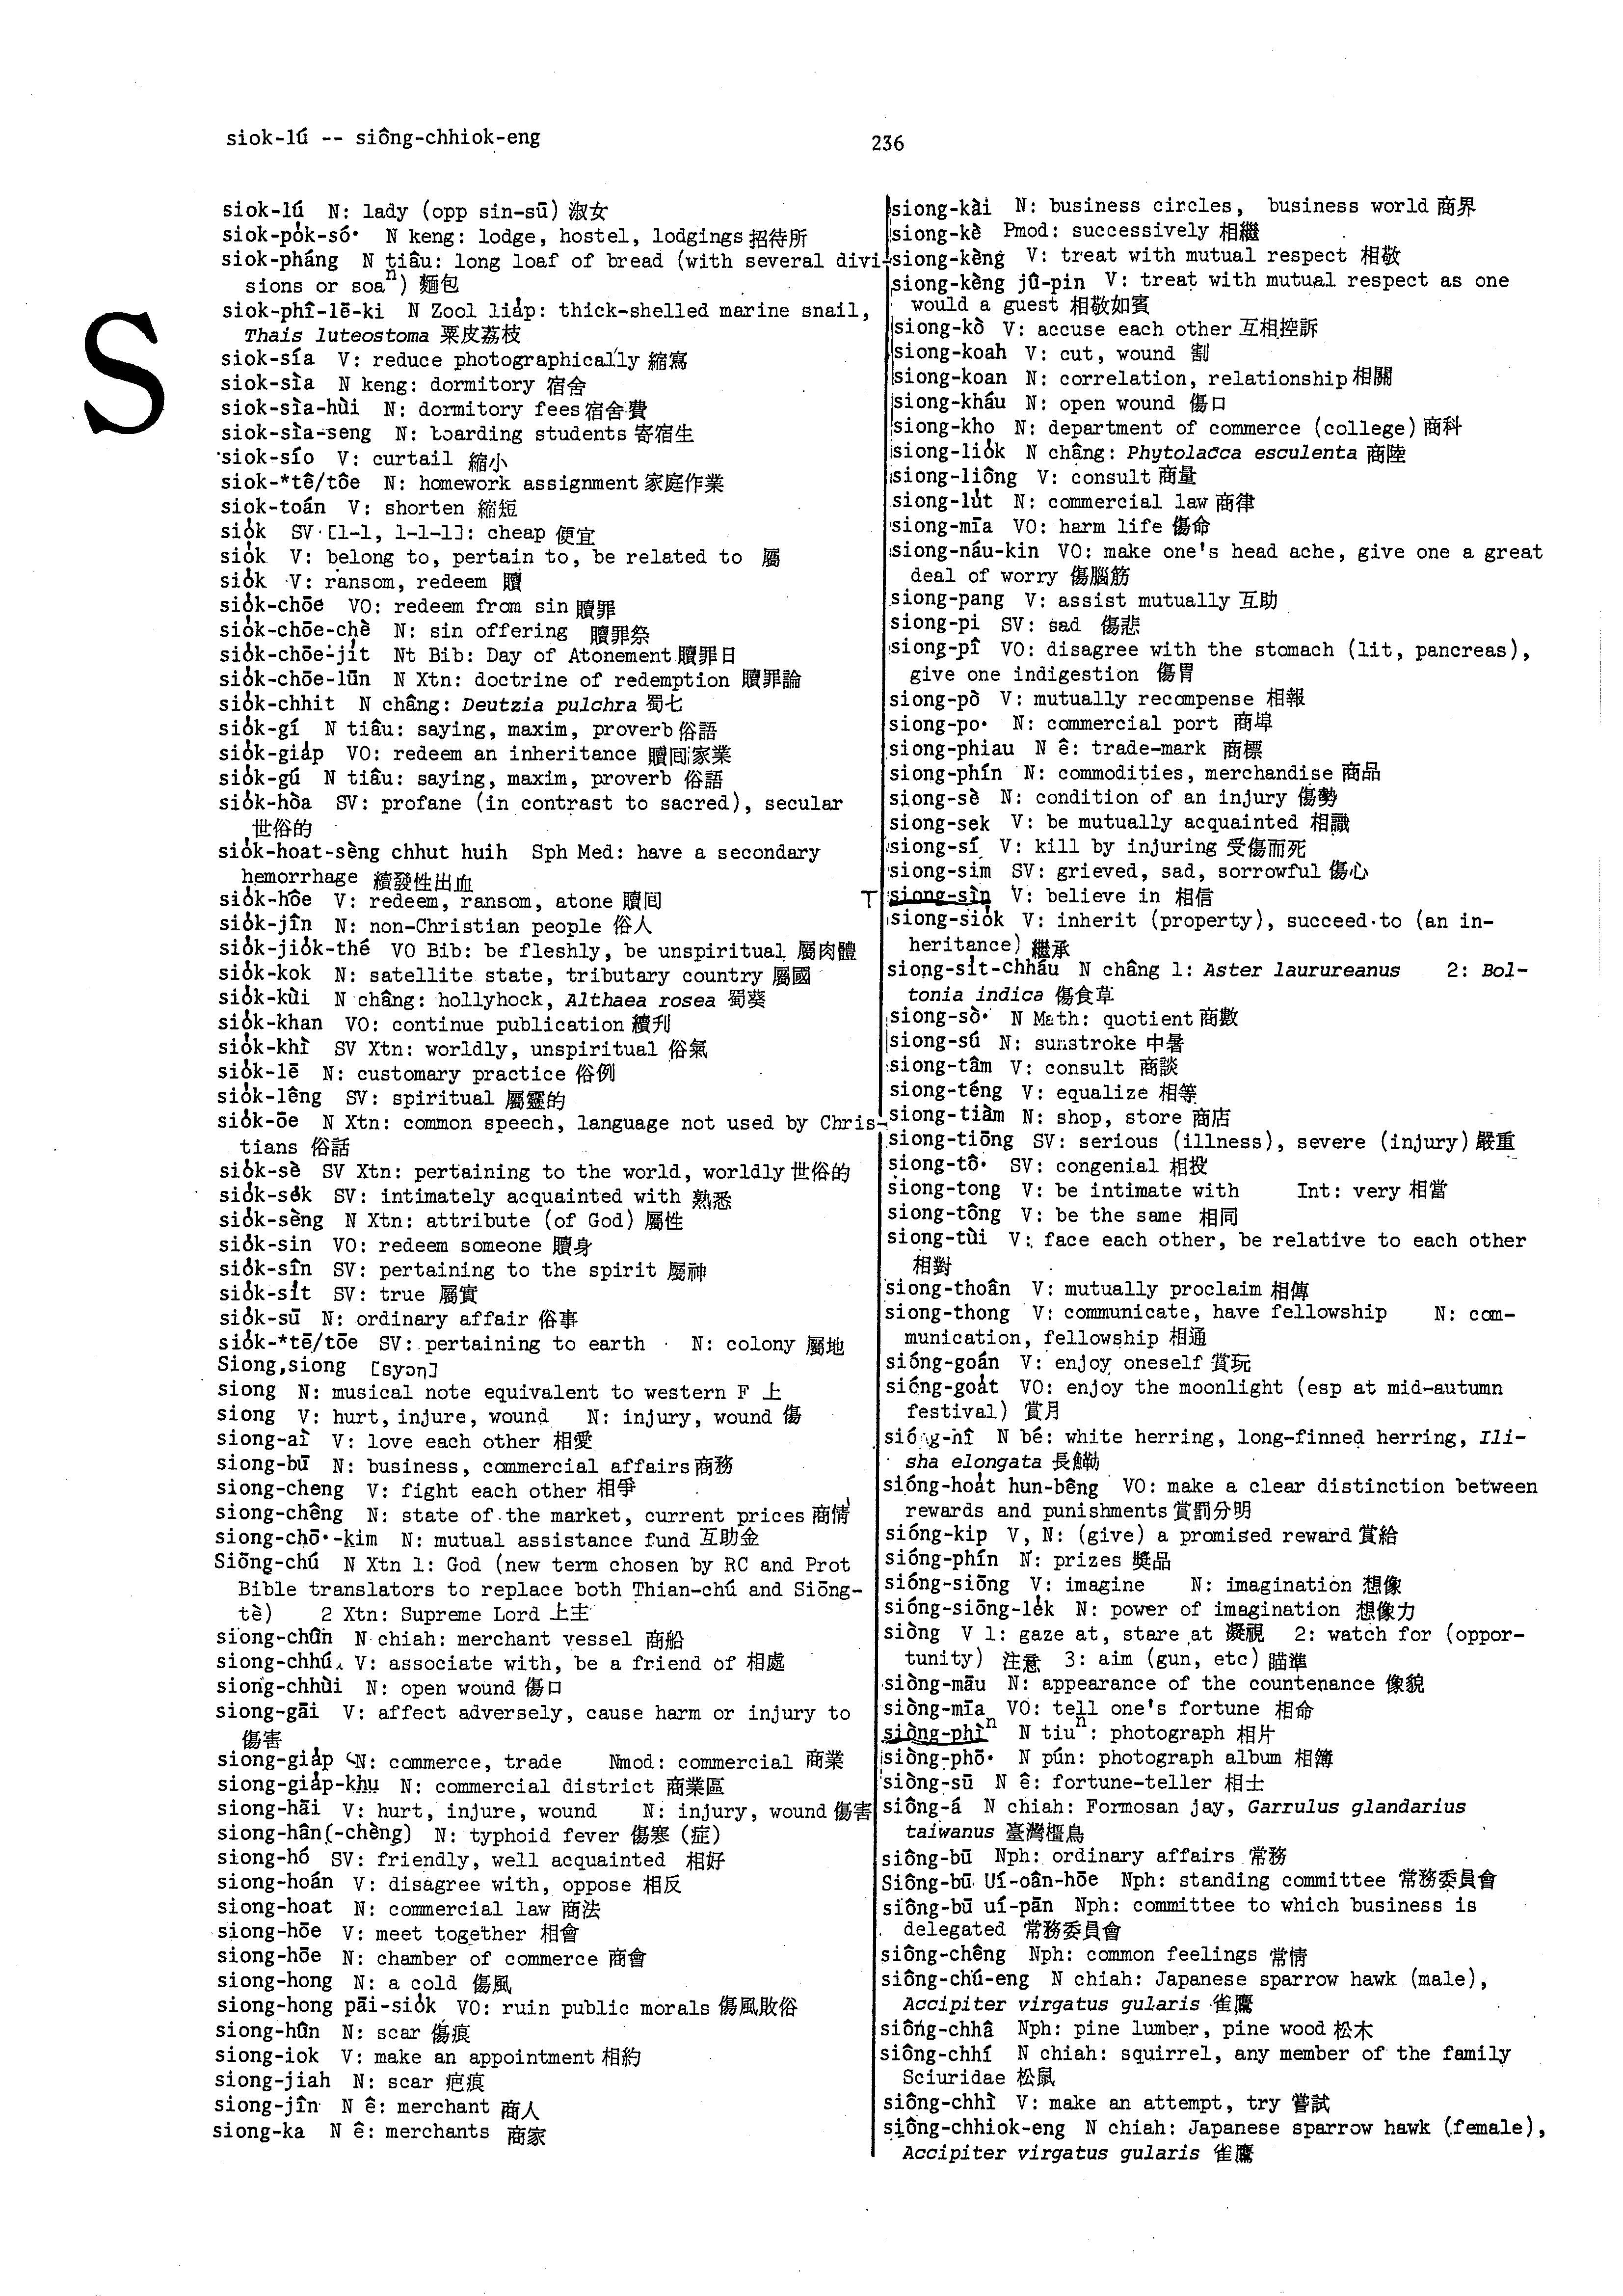 siok-lú -- siông-chhiok-eng
236
S
siok-lú N: lady (opp sin-sū) 淑女
siok-po̍k-só· N keng: lodge, hostel, lodgings 招待所
siok-pháng N tiâu: long loaf of bread (with several divi-
sions or soaⁿ) 麵包
siok-phî-lē-ki N Zool lia̍p: thick-shelled marine snail,
Thais luteostoma 粟皮荔枝
siok-sía V: reduce photographically 縮寫
siok-sìa N keng: dormitory 宿舍
siok-sìa-hùi N: dormitory fees 宿舍費
siok-sìa-seng N: boarding students 寄宿生
siok-sío V: curtail 縮小
siok-*tê/tôe N: homework assignment 家庭作業
siok-toán V: shorten 縮短
sio̍k SV [1-1, 1-1-1]: cheap 便宜
sio̍k V: belong to, pertain to, be related to 屬
sio̍k V: ransom, redeem 贖
sio̍k-chōe VO: redeem from sin 贖罪
sio̍k-chōe-chè N: sin offering 贖罪祭
sio̍k-chōe-ji̍t Nt Bib: Day of Atonement 贖罪日
sio̍k-chōe-lūn N Xtn: doctrine of redemption 贖罪論
sio̍k-chhit N châng: Deutzia pulchra 蜀七
sio̍k-gí N tiâu: saying, maxim, proverb 俗語
sio̍k-gia̍p VO: redeem an inheritance 贖囘家業
sio̍k-gú N tiâu: saying, maxim, proverb 俗語
sio̍k-hòa SV: profane (in contrast to sacred), secular
世俗的
sio̍k-hoat-sèng chhut huih Sph Med: have a secondary
hemorrhage 續發性出血
sio̍k-hôe V: redeem, ransom, atone 贖囘
sio̍k-jîn N: non-Christian people 俗人
sio̍k-jio̍k-thé VO Bib: be fleshly, be unspiritual 屬肉體
sio̍k-kok N: satellite state, tributary country 屬國
sio̍k-kùi N châng: hollyhock, Althaea rosea 蜀葵
sio̍k-khan VO: continue publication 續刊
sio̍k-khì SV Xtn: worldly, unspiritual 俗氣
sio̍k-lē N: customary practice 俗例
sio̍k-lêng SV: spiritual 屬靈的
sio̍k-ōe N Xtn: common speech, language not used by Chris-
tians 俗話
sio̍k-sè SV Xtn: pertaining to the world, worldly 世俗的
sio̍k-se̍k SV: intimately acquainted with 熟悉
sio̍k-sèng N Xtn: attribute (of God) 屬性
sio̍k-sin VO: redeem someone 贖身
sio̍k-sîn SV: pertaining to the spirit 屬神
sio̍k-si̍t SV: true 屬實
sio̍k-sū N: ordinary affair 俗事
sio̍k-*tē/tōe SV: pertaining to earth N: colony 屬地
Siong,siong [syɔŋ]
siong N: musical note equivalent to western F 上
siong V: hurt, injure, wound N: injury, wound 傷
siong-aì V: love each other 相愛
siong-bū N: business, commercial affairs 商務
siong-cheng V: fight each other 相爭
siong-chêng N: state of the market, current prices 商情
siong-chō·-kim N: mutual assistance fund 互助金
Siōng-chú N Xtn 1: God (new term chosen by RC and Prot
Bible translators to replace both Thian-chú and Siōng-
tè) 2 Xtn: Supreme Lord 上主
siong-chûn N chiah: merchant vessel 商船
siong-chhú V: associate with, be a friend of 相處
siong-chhùi N: open wound 傷口
siong-gāi V: affect adversely, cause harm or injury to
傷害
siong-gia̍p N: commerce, trade Nmod: commercial 商業
siong-gia̍p-khu N: commercial district 商業區
siong-hāi V: hurt, injure, wound N: injury, wound 傷害
siong-hân(-chèng) N: typhoid fever 傷寒 (症)
siong-hó SV: friendly, well acquainted 相好
siong-hoán V: disagree with, oppose 相反
siong-hoat N: commercial law 商法
siong-hōe V: meet together 相會
siong-hōe N: chamber of commerce 商會
siong-hong N: a cold 傷風
siong-hong pāi-sio̍k VO: ruin public morals 傷風敗俗
siong-hûn N: scar 傷痕
siong-iok V: make an appointment 相約
siong-jiah N: scar 疤痕
siong-jîn N ê: merchant 商人
siong-ka N ê: merchants 商家
siong-kài N: business circles, business world 商界
siong-kè Pmod: successively 相繼
siong-kèng V: treat with mutual respect 相敬
siong-kèng jû-pin V: treat with mutual respect as one
would a guest 相敬如賓
siong-kò V: accuse each other 互相控訴
siong-koah V: cut, wound 割
siong-koan N: correlation, relationship 相關
siong-kháu N: open wound 傷口
siong-kho N: department of commerce (college) 商科
siong-lio̍k N châng: Phytolacca esculenta 商陸
siong-liông V: consult 商量
siong-lu̍t N: commercial law 商律
siong-mīa VO: harm life 傷命
siong-náu-kin VO: make one's head ache, give one a great
deal of worry 傷腦筋
siong-pang V: assist mutually 互助
siong-pi SV: sad 傷悲
siong-pî VO: disagree with the stomach (lit, pancreas),
give one indigestion 傷胃
siong-pò V: mutually recompense 相報
siong-po· N: commercial port 商埠
siong-phiau N ê: trade-mark 商標
siong-phín N: commodities, merchandise 商品
siong-sè N: condition of an injury 傷勢
siong-sek V: be mutually acquainted 相識
siong-sí V: kill by injuring 受傷而死
siong-sim SV: grieved, sad, sorrowful 傷心
T siong-sìn V: believe in 相信
siong-sio̍k V: inherit (property), succeed to (an in-
heritance) 繼承
siong-si̍t-chháu N châng 1: Aster laurureanus 2: Bol-
tonia indica 傷食草
siong-sò· N Math: quotient 商數
siong-sú N: sunstroke 中暑
siong-tâm V: consult 商談
siong-téng V: equalize 相等
siong-tiàm N: shop, store 商店
siong-tiōng SV: serious (illness), severe (injury) 嚴重
siong-tô· SV: congenial 相投
siong-tong V: be intimate with Int: very 相當
siong-tông V: be the same 相同
siong-tùi V: face each other, be relative to each other
相對
siong-thoân V: mutually proclaim 相傳
siong-thong V: communicate, have fellowship N: com-
munication, fellowship 相通
sióng-goán V: enjoy oneself 賞玩
sióng-goa̍t VO: enjoy the moonlight (esp at mid-autumn
festival) 賞月
sióng-hî N bé: white herring, long-finned herring, Ili-
sha elongata 長鰳
sióng-hoa̍t hun-bêng VO: make a clear distinction between
rewards and punishments 賞罰分明
sióng-kip V, N: (give) a promised reward 賞給
sióng-phín N: prizes 獎品
sióng-siōng V: imagine N: imagination 想像
sióng-siōng-le̍k N: power of imagination 想像力
siòng V 1: gaze at, stare at 凝視 2: watch for (oppor-
tunity) 注意 3: aim (gun, etc) 瞄準
siòng-māu N: appearance of the countenance 像貌
siòng-mīa VO: tell one's fortune 相命
siòng-phìⁿ N tiuⁿ: photograph 相片
siòng-phō· N pún: photograph album 相簿
siòng-sū N ê: fortune-teller 相士
siông-á N chiah: Formosan jay, Garrulus glandarius
taiwanus 臺灣橿鳥
siông-bū Nph: ordinary affairs 常務
Siông-bū Uí-oân-hōe Nph: standing committee 常務委員會
siông-bū uí-pān Nph: committee to which business is
delegated 常務委員會
siông-chêng Nph: common feelings 常情
siông-chú-eng N chiah: Japanese sparrow hawk (male),
Accipiter virgatus gularis 雀鷹
siông-chhâ Nph: pine lumber, pine wood 松木
siông-chhí N chiah: squirrel, any member of the family
Sciuridae 松鼠
siông-chhì V: make an attempt, try 嘗試
siông-chhiok-eng N chiah: Japanese sparrow hawk (female),
Accipiter virgatus gularis 雀鷹